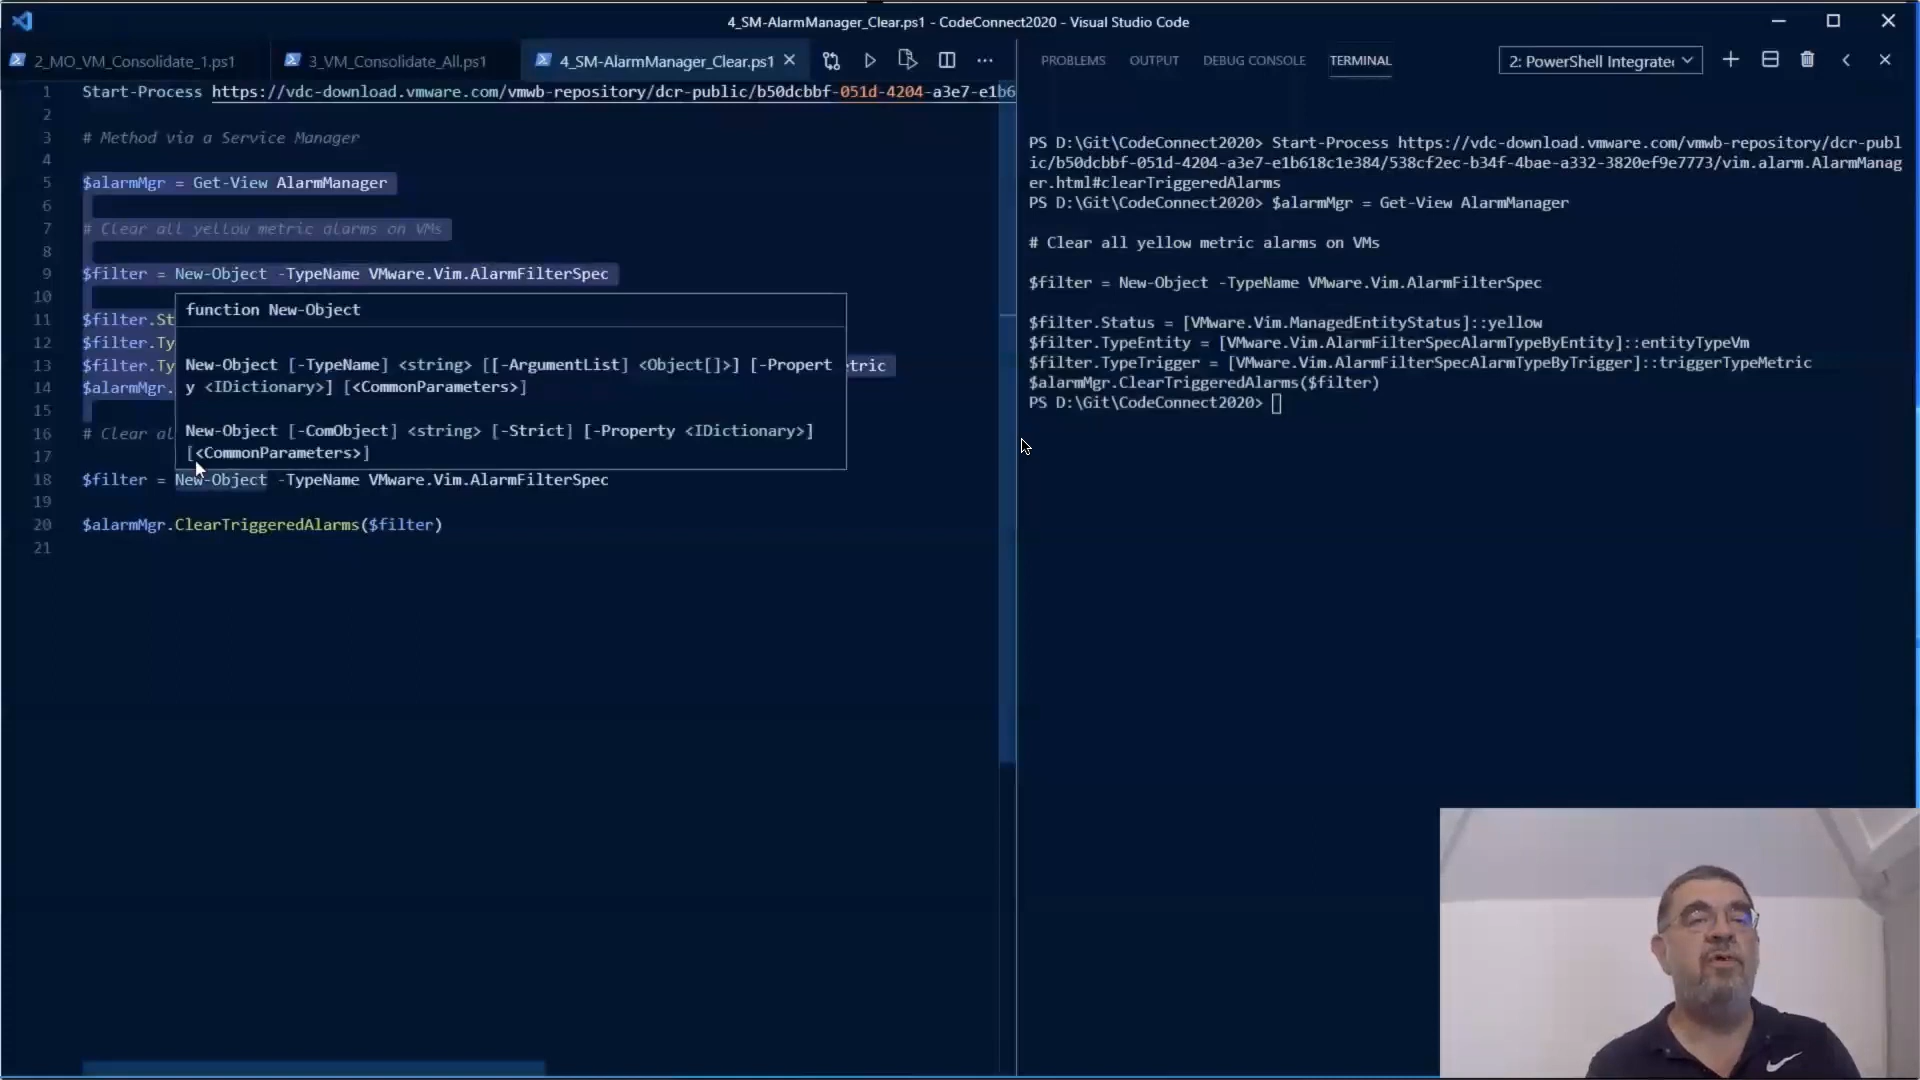 4_SM-AlarmManager_Clear.ps1 - CodeConnect2020 - Visual Studio Code
2_MO_VM_Consolidate_1.ps1
3_VM_Consolidate_All.ps1
4_SM-AlarmManager_Clear.ps1
1 Start-Process https://vdc-download.vmware.com/vmwb-repository/dcr-public/b50dcbbf-051d-4204-a3e7-e1b6
2
3 # Method via a Service Manager
4
5 $alarmMgr = Get-View AlarmManager
6
7 # Clear all yellow metric alarms on VMs
8
9 $filter = New-Object -TypeName VMware.Vim.AlarmFilterSpec
10
function New-Object
11 $filter.St
12 $filter.Ty
New-Object [-TypeName] <string> [[-ArgumentList] <Object[]>] [-Propert
13 $filter.Ty
tric
y <IDictionary>] [<CommonParameters>]
14 $alarmMgr.
15
New-Object [-ComObject] <string> [-Strict] [-Property <IDictionary>]
16 # Clear al
[<CommonParameters>]
17
18 $filter = New-Object -TypeName VMware.Vim.AlarmFilterSpec
19
20 $alarmMgr.ClearTriggeredAlarms($filter)
21
PROBLEMS OUTPUT DEBUG CONSOLE TERMINAL
2: PowerShell Integrate
PS D:\Git\CodeConnect2020> Start-Process https://vdc-download.vmware.com/vmwb-repository/dcr-publ
ic/b50dcbbf-051d-4204-a3e7-e1b618c1e384/538cf2ec-b34f-4bae-a332-3820ef9e7773/vim.alarm.AlarmManag
er.html#clearTriggeredAlarms
PS D:\Git\CodeConnect2020> $alarmMgr = Get-View AlarmManager
# Clear all yellow metric alarms on VMs
$filter = New-Object -TypeName VMware.Vim.AlarmFilterSpec
$filter.Status = [VMware.Vim.ManagedEntityStatus]::yellow
$filter.TypeEntity = [VMware.Vim.AlarmFilterSpecAlarmTypeByEntity]::entityTypeVm
$filter.TypeTrigger = [VMware.Vim.AlarmFilterSpecAlarmTypeByTrigger]::triggerTypeMetric
$alarmMgr.ClearTriggeredAlarms($filter)
PS D:\Git\CodeConnect2020>